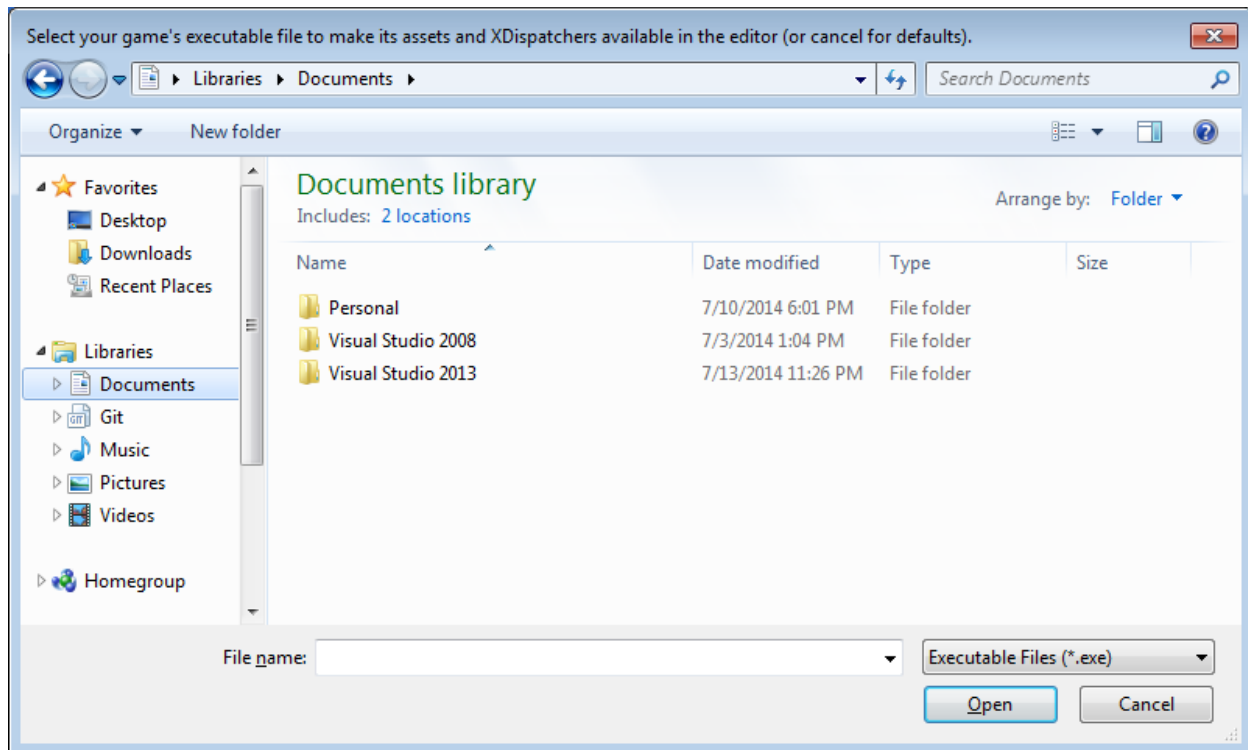 Select your game's executable file to make its assets and XDispatchers available in the editor (or cancel for defaults).
Libraries Documents
Search Documents
Organize New folder
Favorites
Desktop
Downloads
Recent Places
Libraries
Documents
Git
Music
Pictures
Videos
Homegroup
Documents library
Includes: 2 locations
Arrange by: Folder
Name Date modified Type Size
Personal 7/10/2014 6:01 PM File folder
Visual Studio 2008 7/3/2014 1:04 PM File folder
Visual Studio 2013 7/13/2014 11:26 PM File folder
File name: Executable Files (*.exe)
Open Cancel